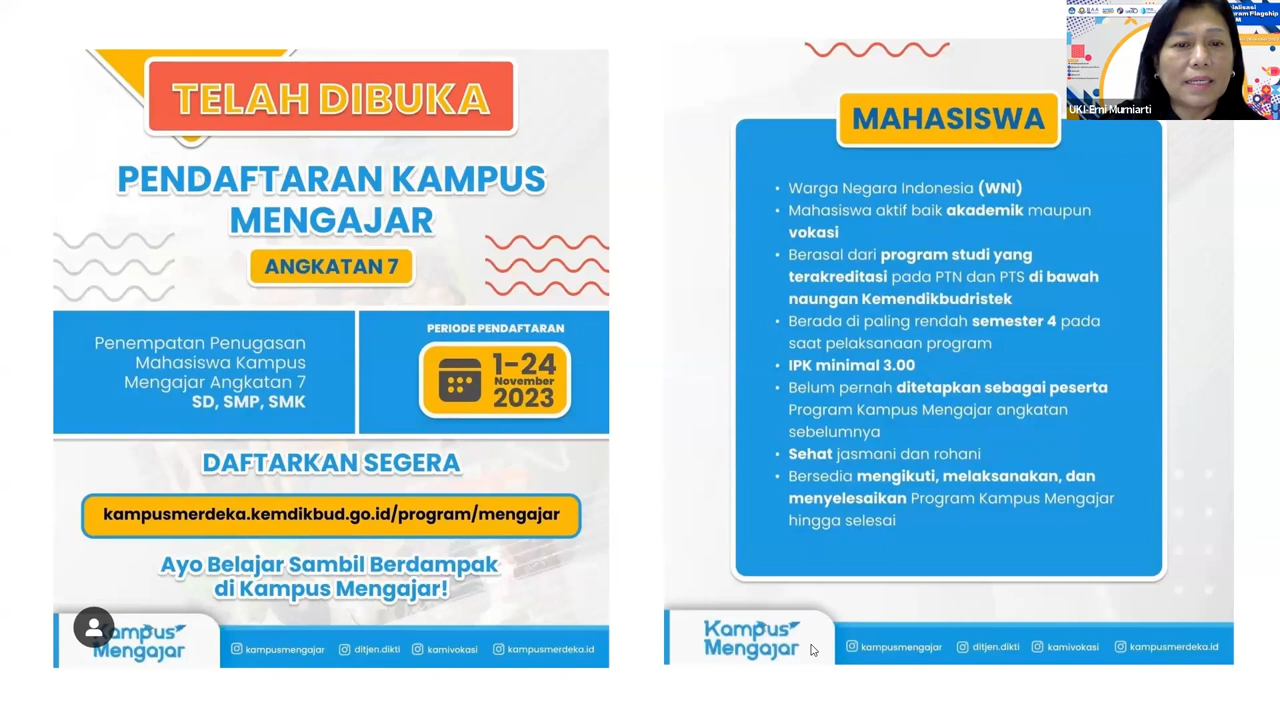 TELAH DIBUKA
PENDAFTARAN KAMPUS
MENGAJAR
ANGKATAN 7
Penempatan Penugasan
Mahasiswa Kampus
Mengajar Angkatan 7
SD, SMP, SMK
PERIODE PENDAFTARAN
1-24
November
2023
DAFTARKAN SEGERA
kampusmerdeka.kemdikbud.go.id/program/mengajar
Ayo Belajar Sambil Berdampak
di Kampus Mengajar!
Kampus
Mengajar
kampusmengajar
ditjen.dikti
kamivokasi
kampusmerdeka.id
MAHASISWA
• Warga Negara Indonesia (WNI)
• Mahasiswa aktif baik akademik maupun
vokasi
• Berasal dari program studi yang
terakreditasi pada PTN dan PTS di bawah
naungan Kemendikbudristek
• Berada di paling rendah semester 4 pada
saat pelaksanaan program
• IPK minimal 3.00
• Belum pernah ditetapkan sebagai peserta
Program Kampus Mengajar angkatan
sebelumnya
• Sehat jasmani dan rohani
• Bersedia mengikuti, melaksanakan, dan
menyelesaikan Program Kampus Mengajar
hingga selesai
Kampus
Mengajar
kampusmengajar
ditjen.dikti
kamivokasi
kampusmerdeka.id
UKI-Emi Murniarti